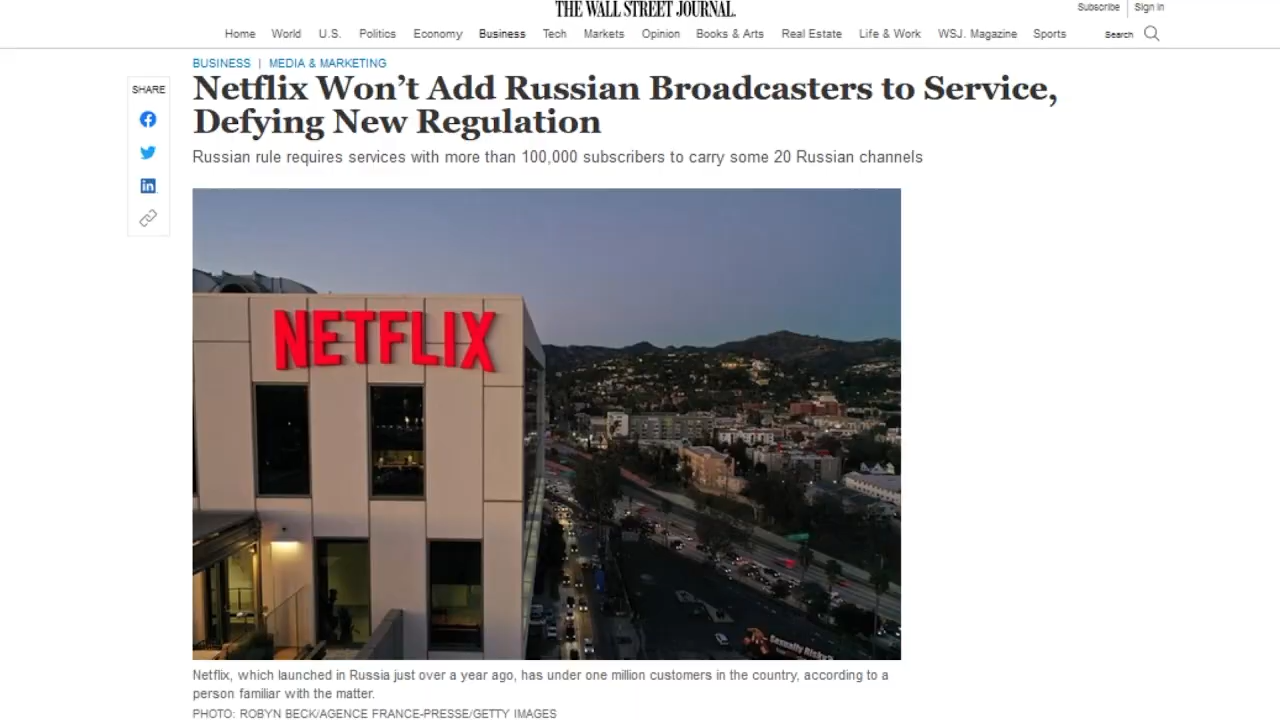 THE WALL STREET JOURNAL.
Subscribe
Sign In
Home World U.S. Politics Economy Business Tech Markets Opinion Books & Arts Real Estate Life & Work WSJ. Magazine Sports
Search
BUSINESS | MEDIA & MARKETING
SHARE
Netflix Won’t Add Russian Broadcasters to Service,
Defying New Regulation
Russian rule requires services with more than 100,000 subscribers to carry some 20 Russian channels
NETFLIX
Sexually Risky?
Netflix, which launched in Russia just over a year ago, has under one million customers in the country, according to a
person familiar with the matter.
PHOTO: ROBYN BECK/AGENCE FRANCE-PRESSE/GETTY IMAGES